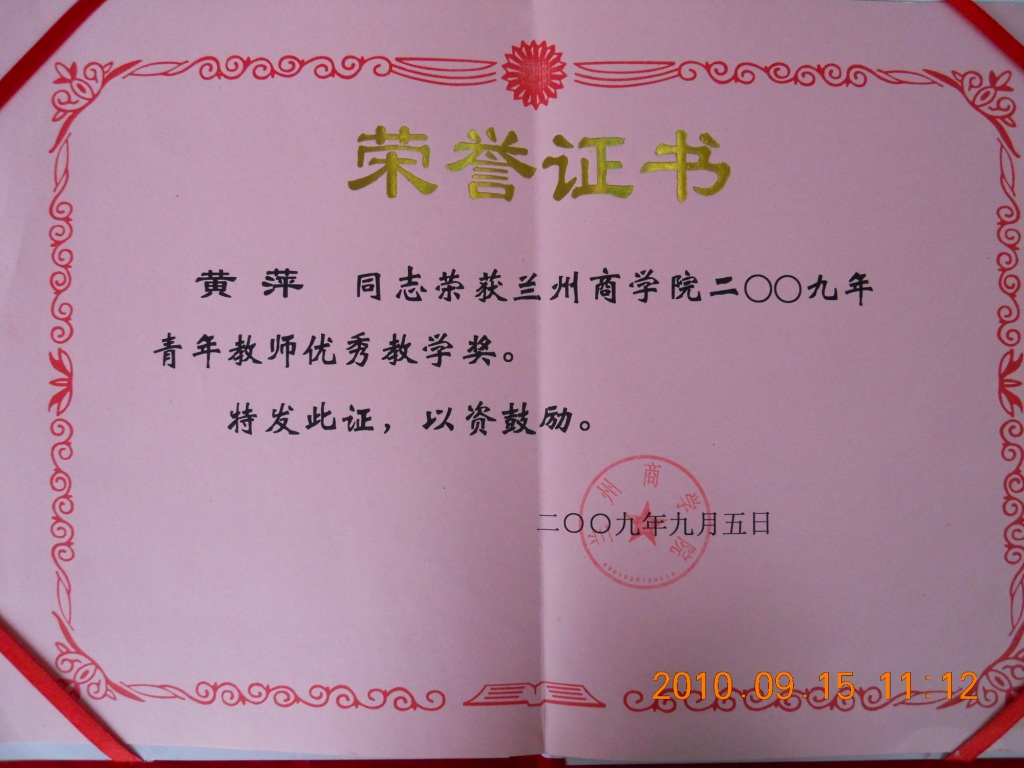 荣誉证书
黄萍 同志荣获兰州商学院二〇〇九年
青年教师优秀教学奖。
特发此证，以资鼓励。
兰州商学院
二〇〇九年九月五日
2010.09.15 11:12